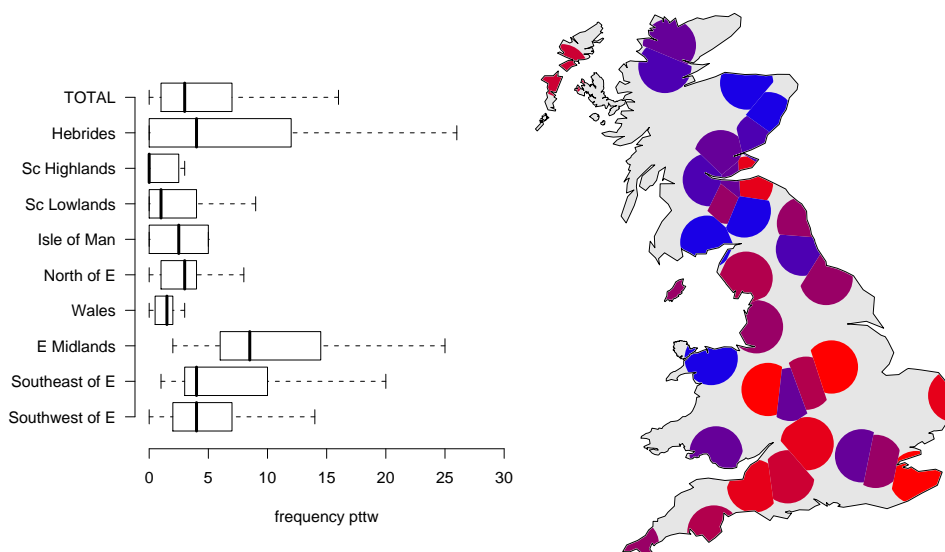 TOTAL
Hebrides
Sc Highlands
Sc Lowlands
Isle of Man
North of E
Wales
E Midlands
Southeast of E
Southwest of E
0 5 10 15 20 25 30
frequency pttw